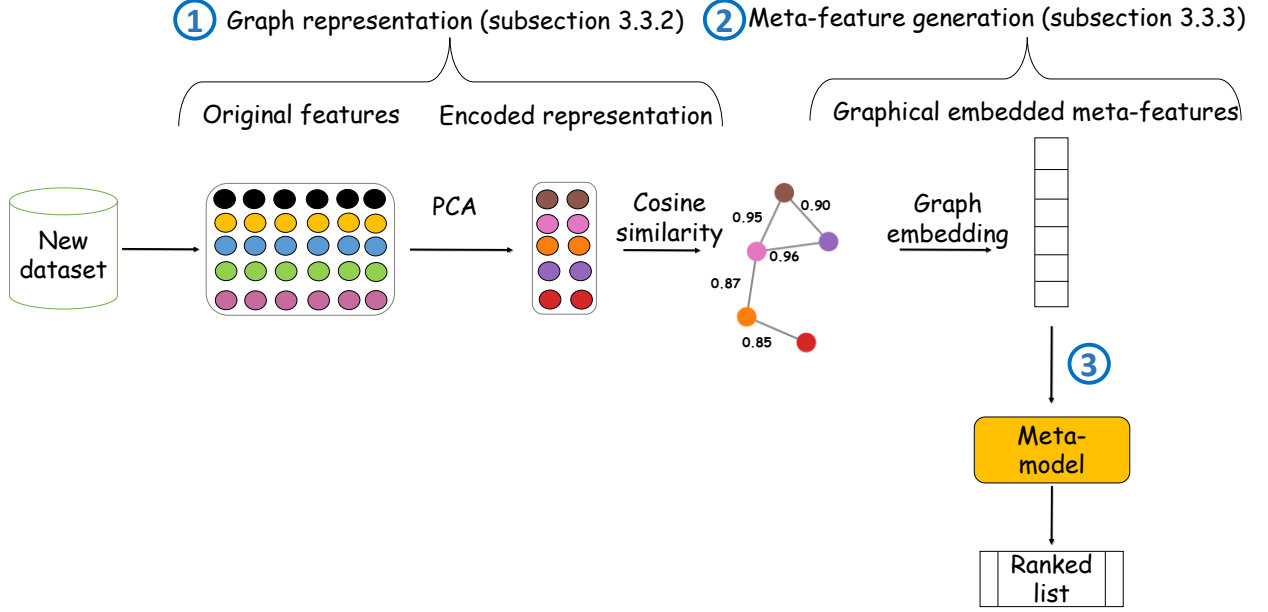 1 Graph representation (subsection 3.3.2)
2 Meta-feature generation (subsection 3.3.3)
Original features
Encoded representation
Graphical embedded meta-features
New
dataset
PCA
Cosine
similarity
0.95
0.90
0.96
0.87
0.85
Graph
embedding
3
Meta-
model
Ranked
list